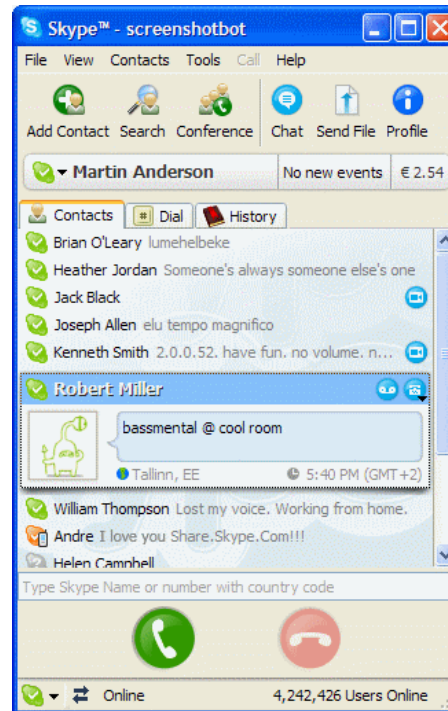 Skype™ - screenshotbot
File View Contacts Tools Call Help
Add Contact Search Conference Chat Send File Profile
Martin Anderson No new events € 2.54
Contacts Dial History
Brian O'Leary lumehelbeke
Heather Jordan Someone's always someone else's one
Jack Black
Joseph Allen elu tempo magnifico
Kenneth Smith 2.0.0.52. have fun. no volume. n...
Robert Miller
bassmental @ cool room
Tallinn, EE 5:40 PM (GMT+2)
William Thompson Lost my voice. Working from home.
Andre I love you Share.Skype.Com!!!
Helen Campbell
Type Skype Name or number with country code
Online 4,242,426 Users Online